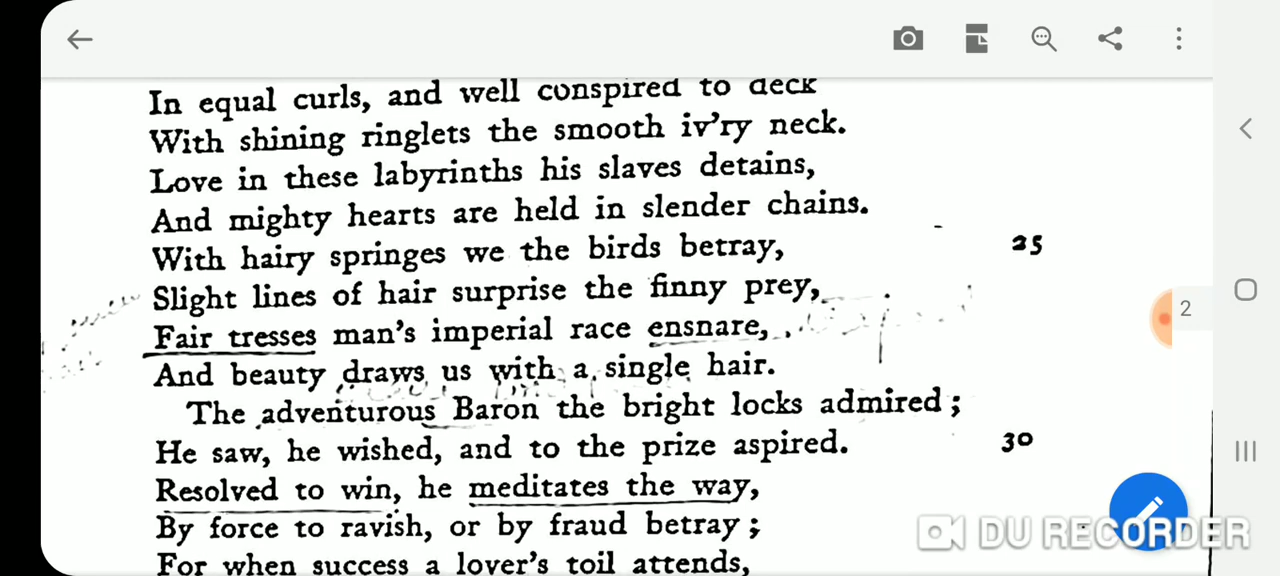 In equal curls, and well conspired to deck
With shining ringlets the smooth iv'ry neck.
Love in these labyrinths his slaves detains,
And mighty hearts are held in slender chains.
With hairy springes we the birds betray, 25
Slight lines of hair surprise the finny prey,
Fair tresses man's imperial race ensnare,
And beauty draws us with a single hair.
The adventurous Baron the bright locks admired;
He saw, he wished, and to the prize aspired. 30
Resolved to win, he meditates the way,
By force to ravish, or by fraud betray;
For when success a lover's toil attends,
2
DU RECORDER